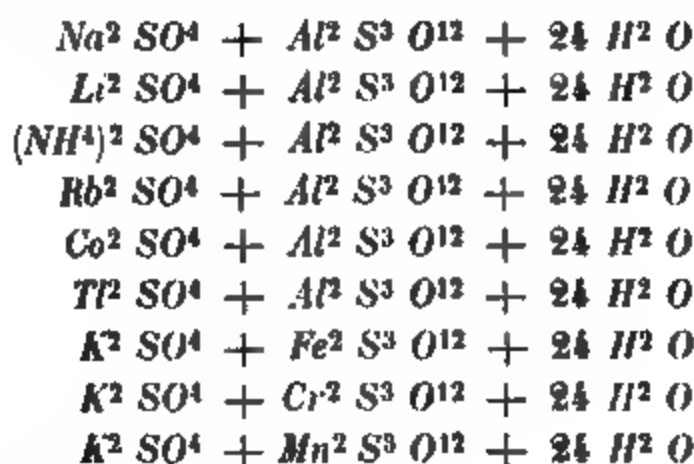 Na² SO⁴ + Al² S³ O¹² + 24 H² O
Li² SO⁴ + Al² S³ O¹² + 24 H² O
(NH⁴)² SO⁴ + Al² S³ O¹² + 24 H² O
Rb² SO⁴ + Al² S³ O¹² + 24 H² O
Co² SO⁴ + Al² S³ O¹² + 24 H² O
Tl² SO⁴ + Al² S³ O¹² + 24 H² O
K² SO⁴ + Fe² S³ O¹² + 24 H² O
K² SO⁴ + Cr² S³ O¹² + 24 H² O
K² SO⁴ + Mn² S³ O¹² + 24 H² O